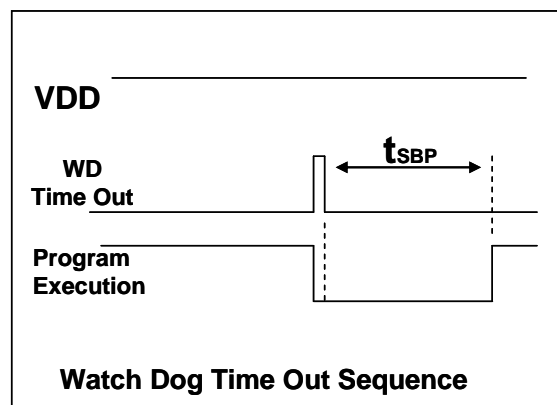 VDD
tSBP
WD
Time Out
Program
Execution
Watch Dog Time Out Sequence